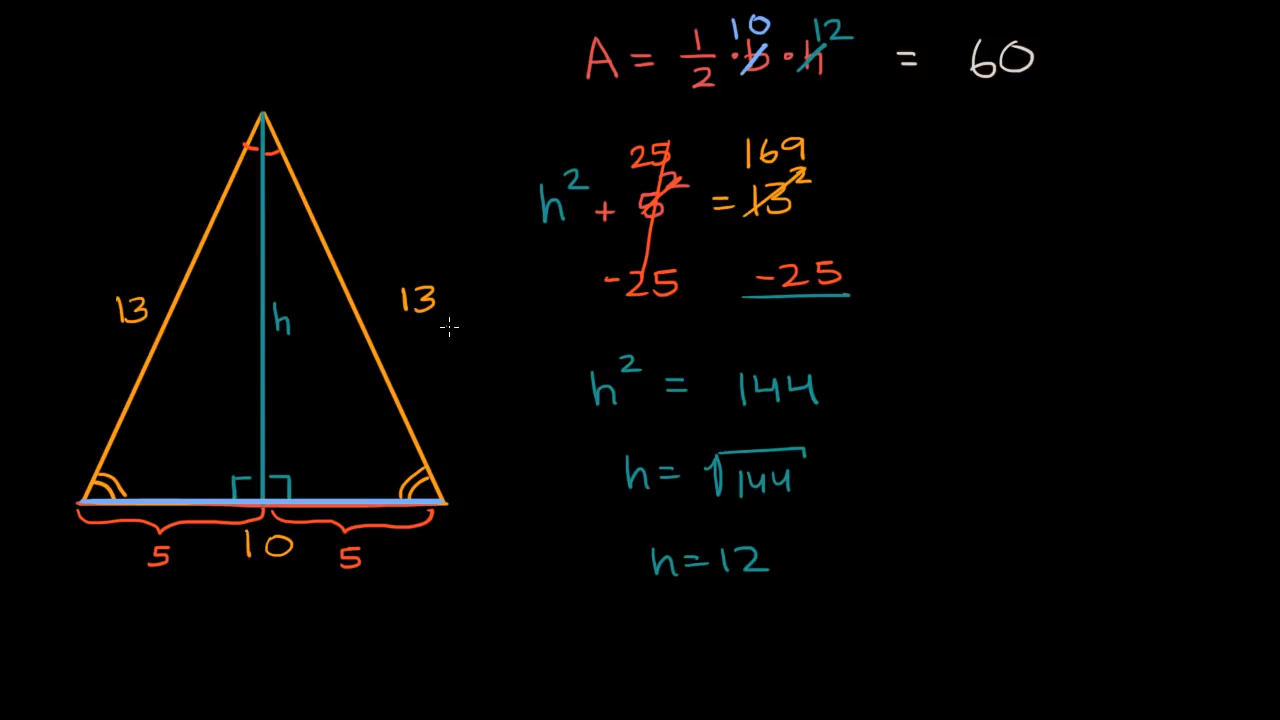 A = 1/2 · b · h = 60
10 12
25 169
h² + 5² = 13²
-25 -25
h² = 144
h = √144
h = 12
13 h 13
5 10 5